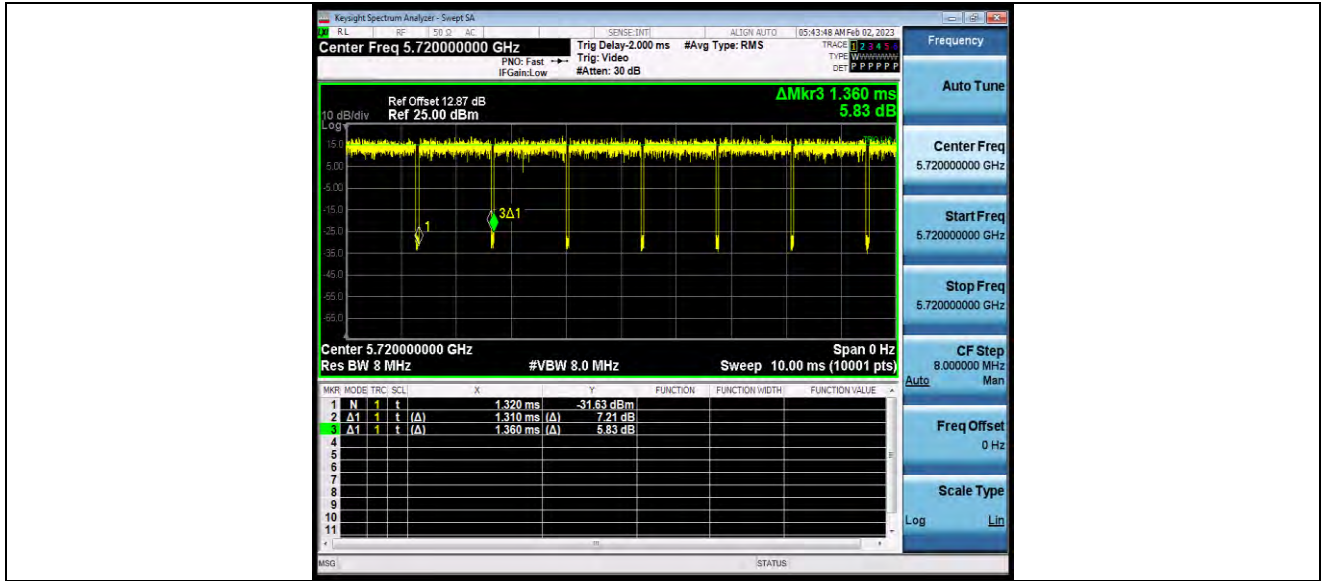 Keysight Spectrum Analyzer - Swept SA
RL RF 50 Ω AC SENSE:INT ALIGN AUTO 05:43:48 AM Feb 02, 2023
Center Freq 5.720000000 GHz Trig Delay-2.000 ms #Avg Type: RMS TRACE 1 2 3 4 5 6
PNO: Fast Trig: Video TYPE WWWWWW
IFGain:Low #Atten: 30 dB DET P P P P P P
ΔMkr3 1.360 ms
Ref Offset 12.87 dB
10 dB/div Ref 25.00 dBm 5.83 dB
Log
15.0
5.00
-5.00
-15.0
3Δ1
1
-25.0
-35.0
-45.0
-55.0
-65.0
Center 5.720000000 GHz Span 0 Hz
Res BW 8 MHz #VBW 8.0 MHz Sweep 10.00 ms (10001 pts)
MKR MODE TRC SCL X Y FUNCTION FUNCTION WIDTH FUNCTION VALUE
1 N 1 t 1.320 ms -31.63 dBm
2 Δ1 1 t (Δ) 1.310 ms (Δ) 7.21 dB
3 Δ1 1 t (Δ) 1.360 ms (Δ) 5.83 dB
4
5
6
7
8
9
10
11
MSG STATUS
Frequency
Auto Tune
Center Freq
5.720000000 GHz
Start Freq
5.720000000 GHz
Stop Freq
5.720000000 GHz
CF Step
8.000000 MHz
Auto Man
Freq Offset
0 Hz
Scale Type
Log Lin